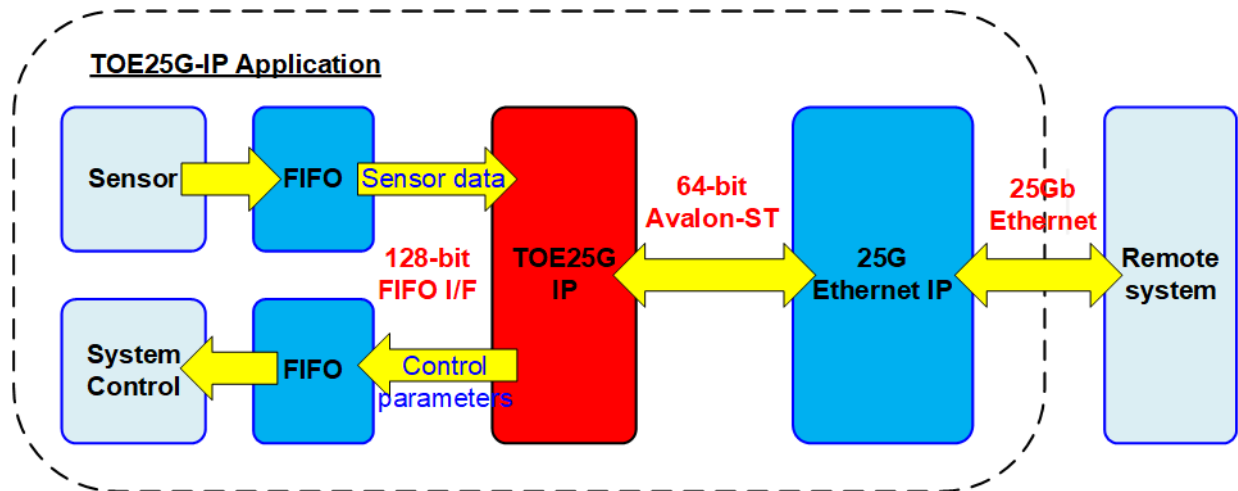 TOE25G-IP Application
Sensor
FIFO
Sensor data
128-bit
FIFO I/F
TOE25G
IP
64-bit
Avalon-ST
25G
Ethernet IP
25Gb
Ethernet
Remote
system
System
Control
FIFO
Control
parameters